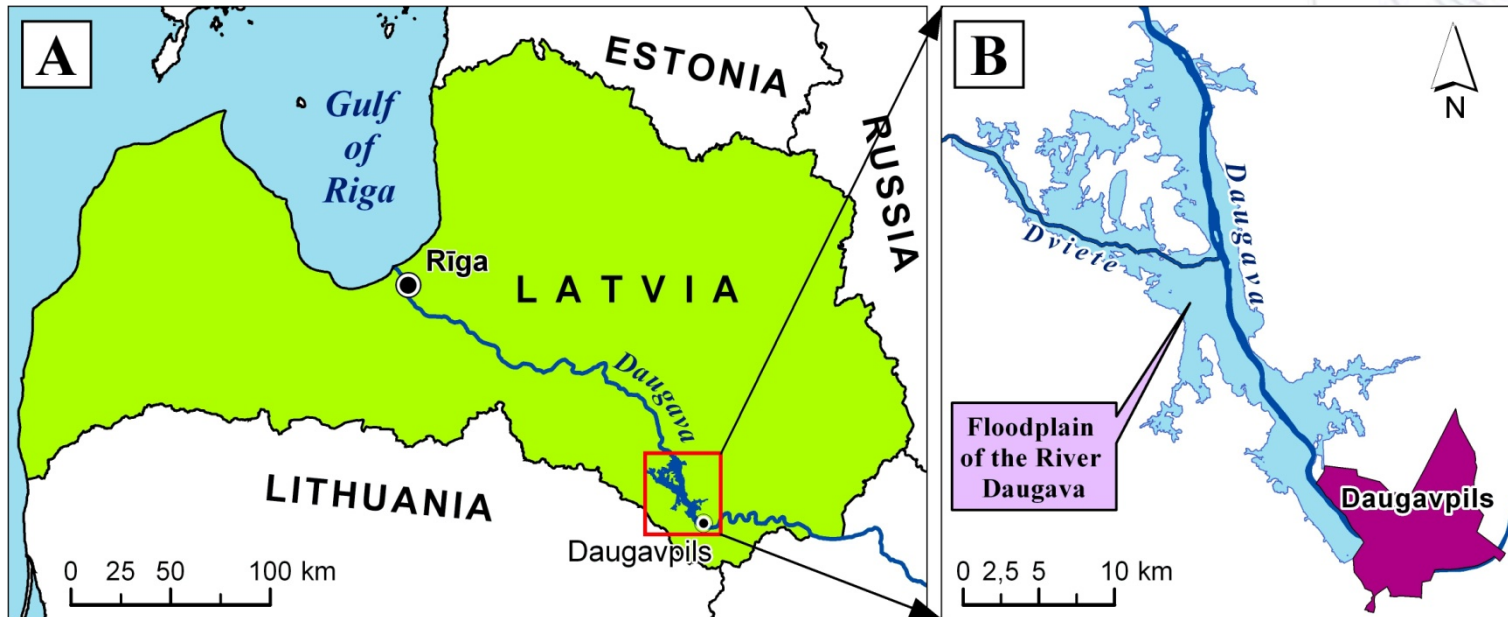 A
ESTONIA
Gulf
of
Riga
RUSSIA
Rīga
LATVIA
Daugava
LITHUANIA
Daugavpils
0 25 50 100 km
B
N
Daugava
Dviete
Floodplain
of the River
Daugava
Daugavpils
0 2,5 5 10 km